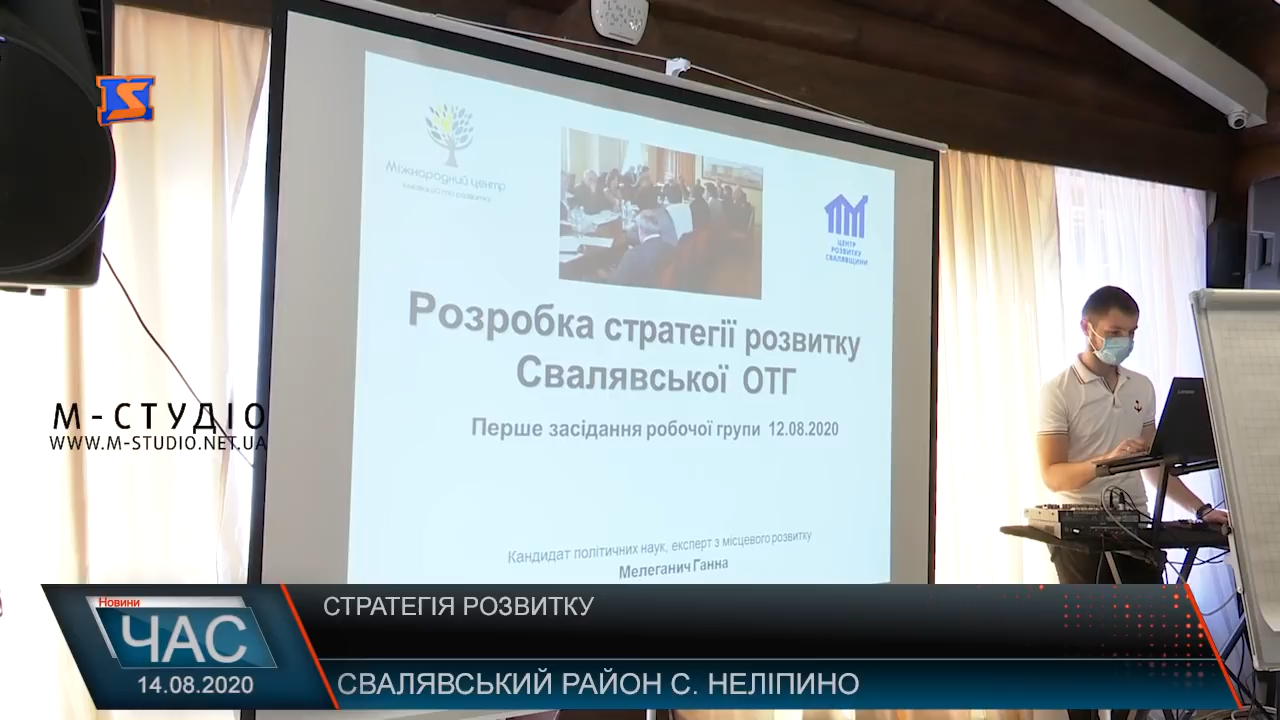 Міжнародний центр
ЦЕНТР
РОЗВИТКУ
СВАЛЯВЩИНИ
Розробка стратегії розвитку
Свалявської ОТГ
Перше засідання робочої групи 12.08.2020
Кандидат політичних наук, експерт з місцевого розвитку
Мелеганич Ганна
Lenovo
М-СТУДІО
WWW.M-STUDIO.NET.UA
Новини
ЧАС
14.08.2020
СТРАТЕГІЯ РОЗВИТКУ
СВАЛЯВСЬКИЙ РАЙОН С. НЕЛІПИНО